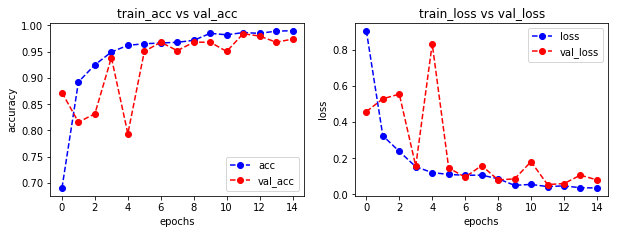 train_acc vs val_acc
accuracy
1.00
0.95
0.90
0.85
0.80
0.75
0.70
0 2 4 6 8 10 12 14
epochs
acc
val_acc
train_loss vs val_loss
loss
0.8
0.6
0.4
0.2
0.0
0 2 4 6 8 10 12 14
epochs
loss
val_loss